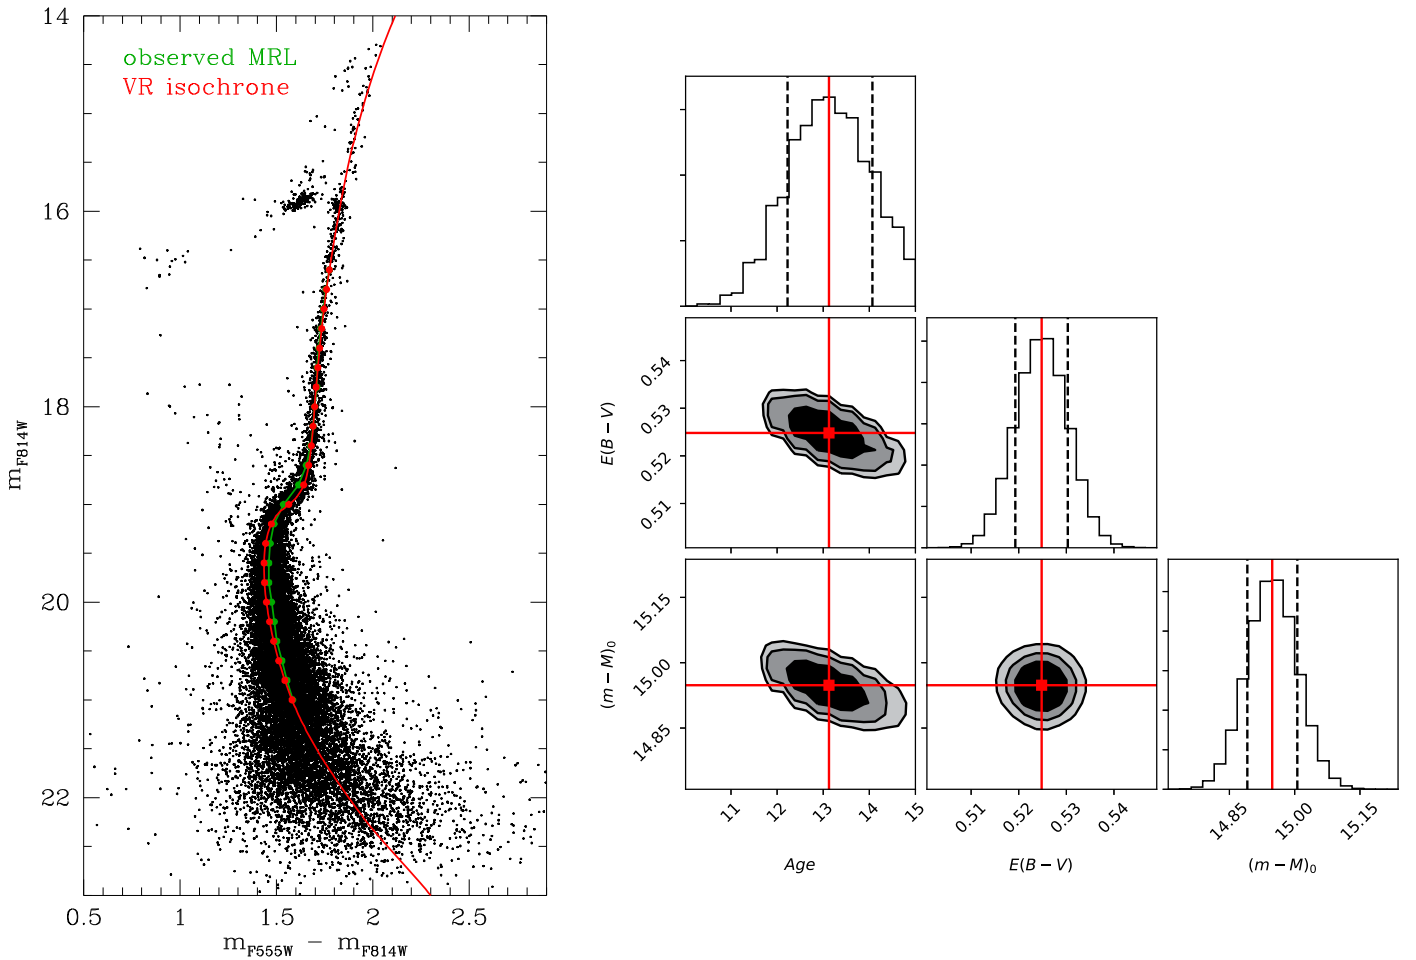 observed MRL
VR isochrone
14
16
18
20
22
m_F814W
0.5 1 1.5 2 2.5
m_F555W − m_F814W
0.54
0.53
0.52
0.51
E(B − V)
15.15
15.00
14.85
(m − M)₀
11 12 13 14 15
Age
0.51 0.52 0.53 0.54
E(B − V)
14.85 15.00 15.15
(m − M)₀